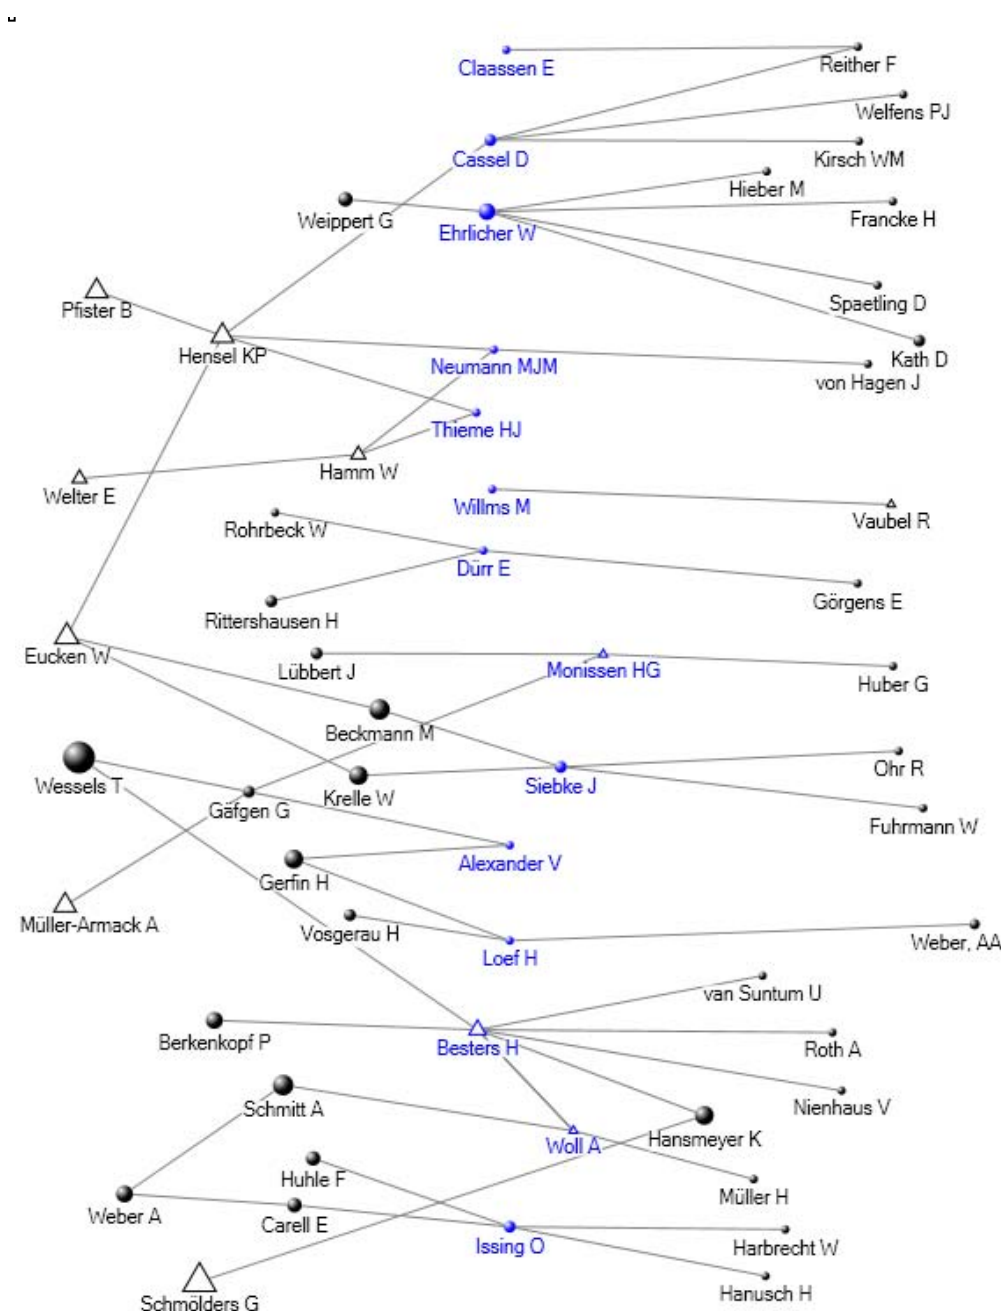 Claassen E
Reither F
Welfens PJ
Cassel D
Kirsch WM
Hieber M
Weippert G
Francke H
Ehrlicher W
Pfister B
Spaetling D
Hensel KP
Kath D
Neumann MJM
von Hagen J
Thieme HJ
Hamm W
Welter E
Willms M
Vaubel R
Rohrbeck W
Dürr E
Görgens E
Rittershausen H
Eucken W
Lübbert J
Monissen HG
Huber G
Beckmann M
Ohr R
Wessels T
Siebke J
Krelle W
Gäfgen G
Fuhrmann W
Alexander V
Gerfin H
Müller-Armack A
Vosgerau H
Weber, AA
Loef H
van Suntum U
Berkenkopf P
Besters H
Roth A
Nienhaus V
Schmitt A
Hansmeyer K
Woll A
Huhle F
Müller H
Weber A
Carell E
Issing O
Harbrecht W
Hanusch H
Schmölders G